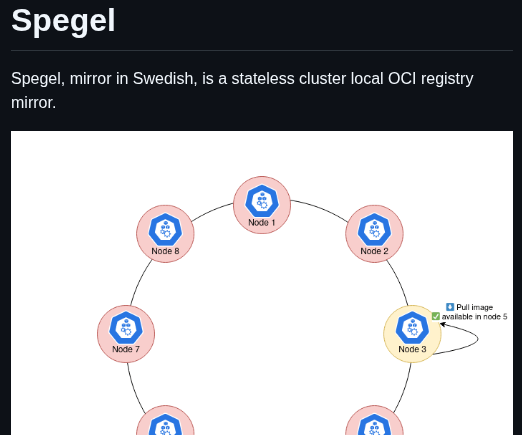 Spegel
Spegel, mirror in Swedish, is a stateless cluster local OCI registry
mirror.
Node 1
Node 8
Node 2
⬇️ Pull image
✅ available in node 5
Node 7
Node 3